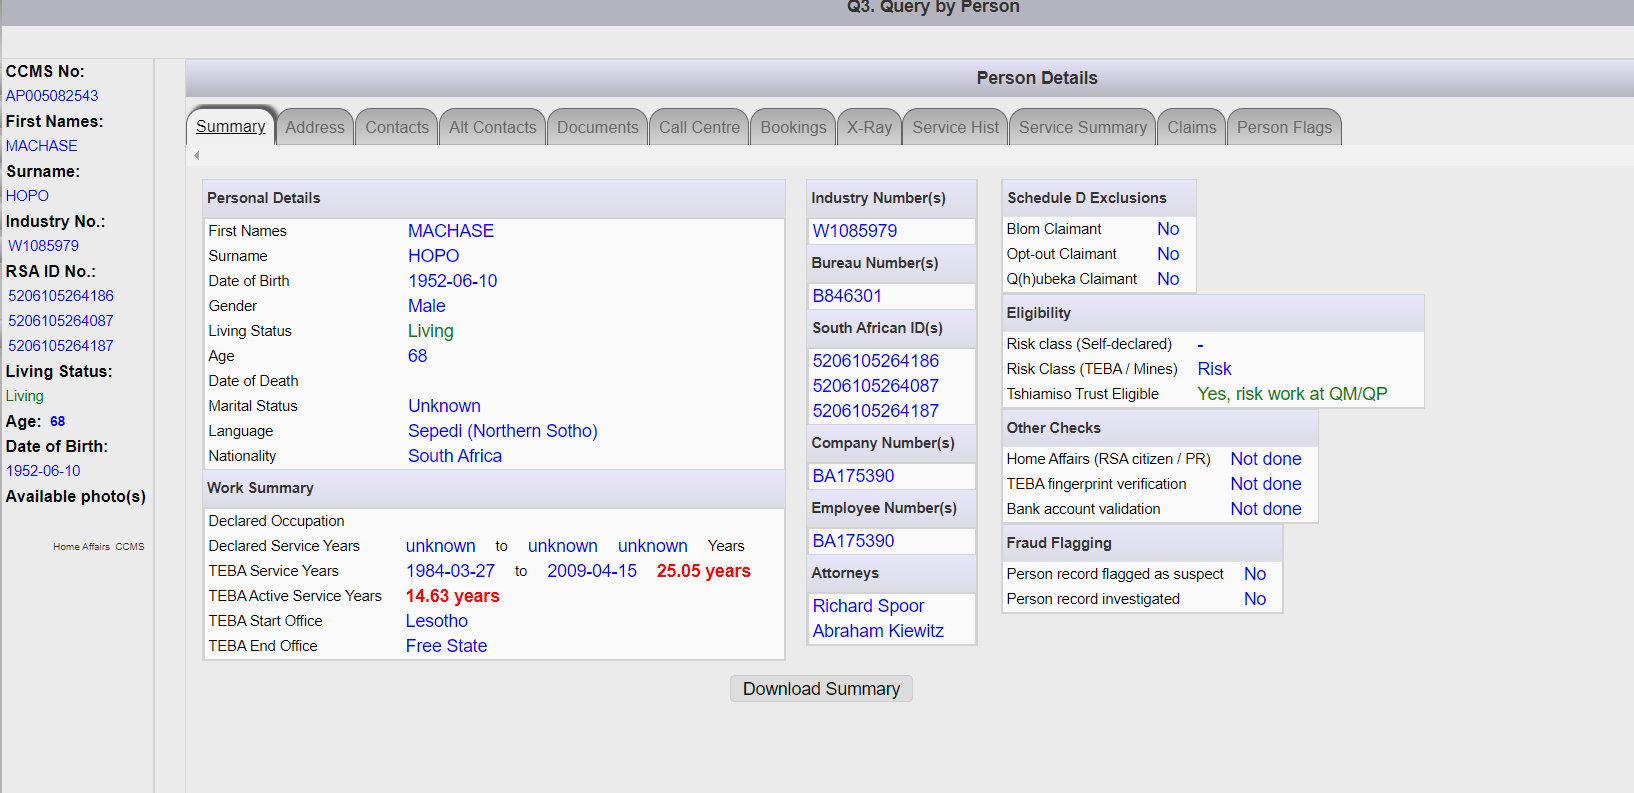 Q3. Query by Person
CCMS No:
AP005082543
First Names:
MACHASE
Surname:
HOPO
Industry No.:
W1085979
RSA ID No.:
5206105264186
5206105264087
5206105264187
Living Status:
Living
Age: 68
Date of Birth:
1952-06-10
Available photo(s)
Home Affairs CCMS
Person Details
Summary Address Contacts Alt Contacts Documents Call Centre Bookings X-Ray Service Hist Service Summary Claims Person Flags
Personal Details
First Names MACHASE
Surname HOPO
Date of Birth 1952-06-10
Gender Male
Living Status Living
Age 68
Date of Death
Marital Status Unknown
Language Sepedi (Northern Sotho)
Nationality South Africa
Work Summary
Declared Occupation
Declared Service Years unknown to unknown unknown Years
TEBA Service Years 1984-03-27 to 2009-04-15 25.05 years
TEBA Active Service Years 14.63 years
TEBA Start Office Lesotho
TEBA End Office Free State
Industry Number(s)
W1085979
Bureau Number(s)
B846301
South African ID(s)
5206105264186
5206105264087
5206105264187
Company Number(s)
BA175390
Employee Number(s)
BA175390
Attorneys
Richard Spoor
Abraham Kiewitz
Schedule D Exclusions
Blom Claimant No
Opt-out Claimant No
Q(h)ubeka Claimant No
Eligibility
Risk class (Self-declared) -
Risk Class (TEBA / Mines) Risk
Tshiamiso Trust Eligible Yes, risk work at QM/QP
Other Checks
Home Affairs (RSA citizen / PR) Not done
TEBA fingerprint verification Not done
Bank account validation Not done
Fraud Flagging
Person record flagged as suspect No
Person record investigated No
Download Summary